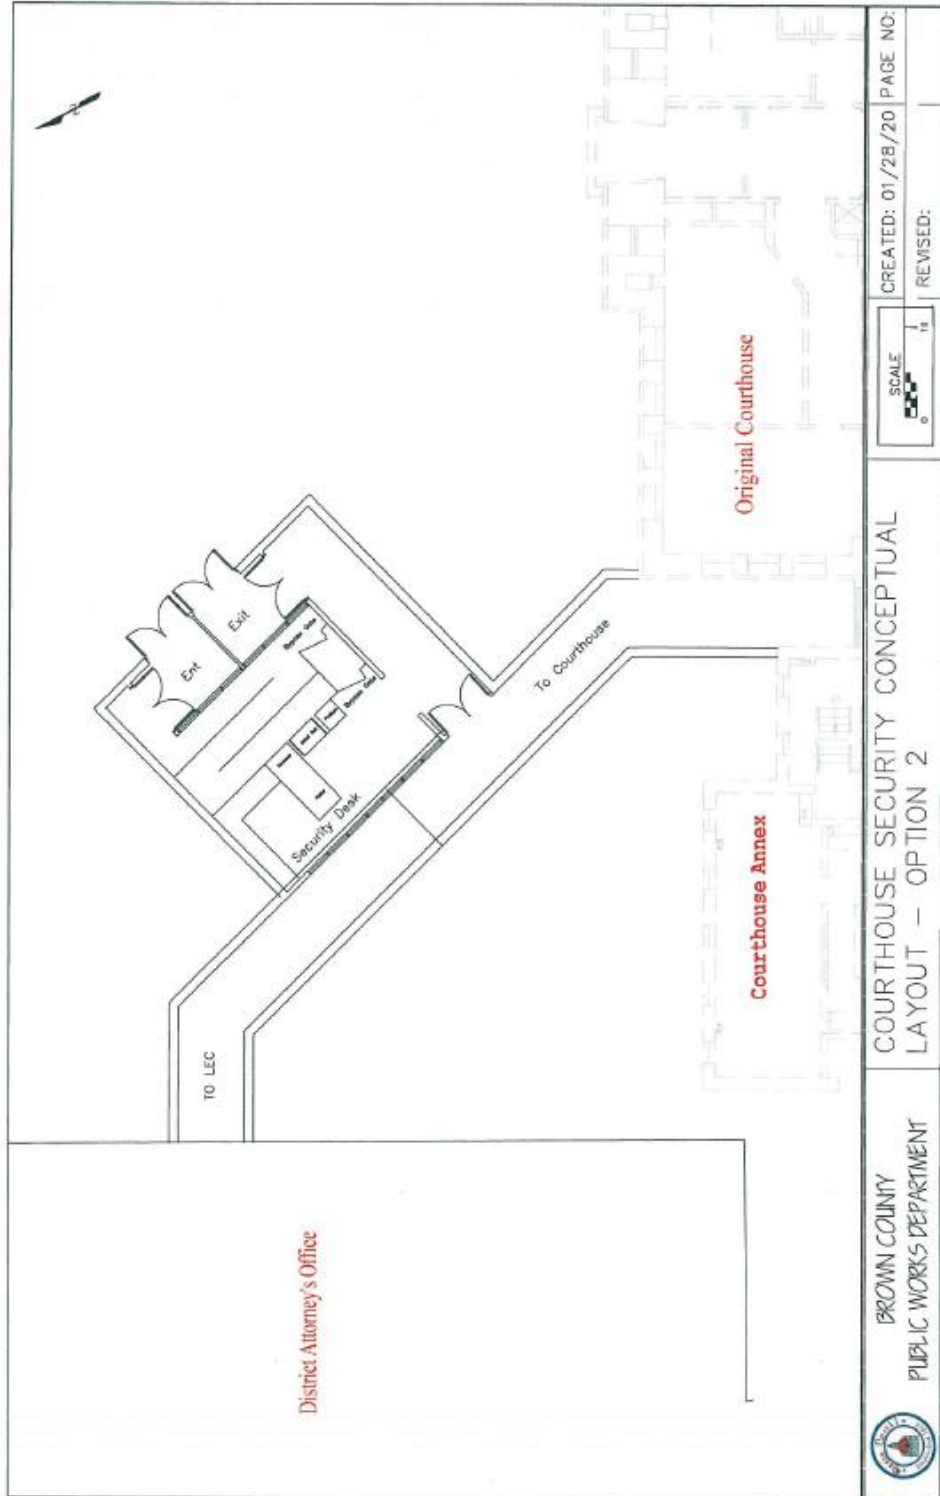 District Attorney's Office
TO LEC
Courthouse Annex
Security Desk
Ent
Exit
To Courthouse
Original Courthouse
BROWN COUNTY
PUBLIC WORKS DEPARTMENT
COURTHOUSE SECURITY CONCEPTUAL
LAYOUT – OPTION 2
SCALE
0
CREATED: 01/28/20
REVISED:
PAGE NO: